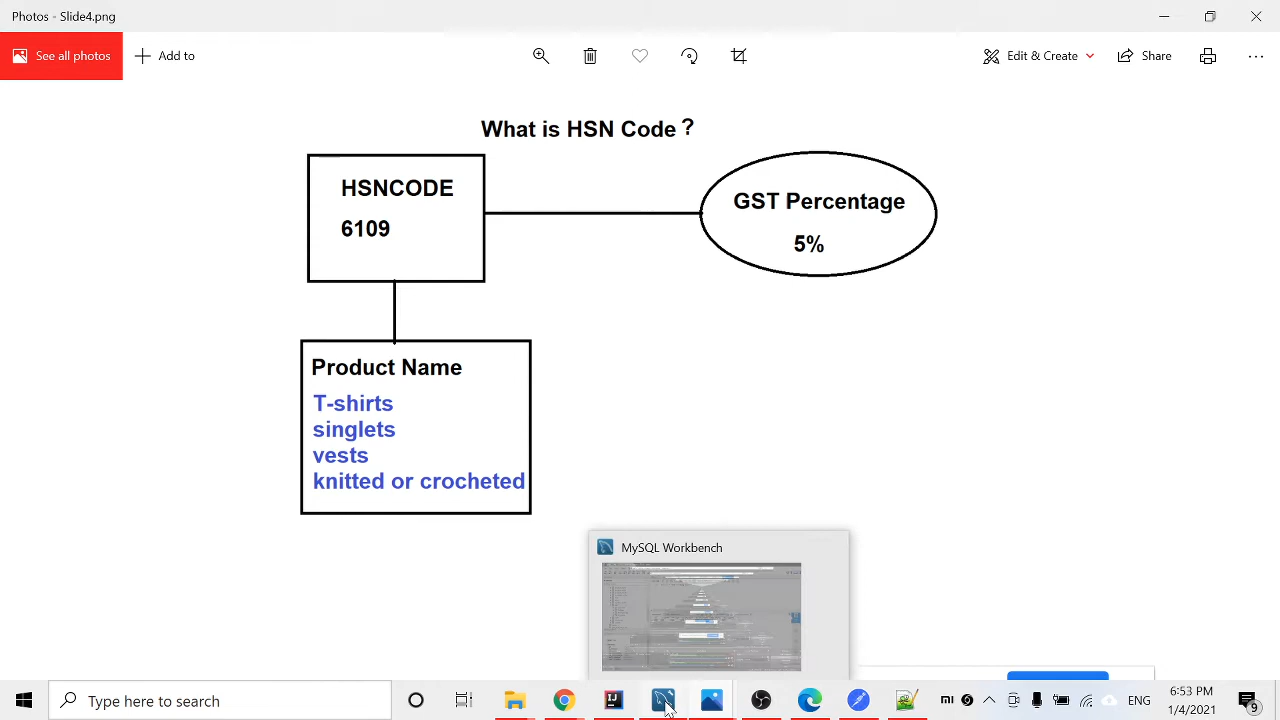 Photos - Slide4.png
See all photos
Add to
Edit & Create
Share
What is HSN Code ?
HSNCODE
6109
GST Percentage
5%
Product Name
T-shirts
singlets
vests
knitted or crocheted
MySQL Workbench
Type here to search
mi
ENG
6:53 PM
1/4/2021
9